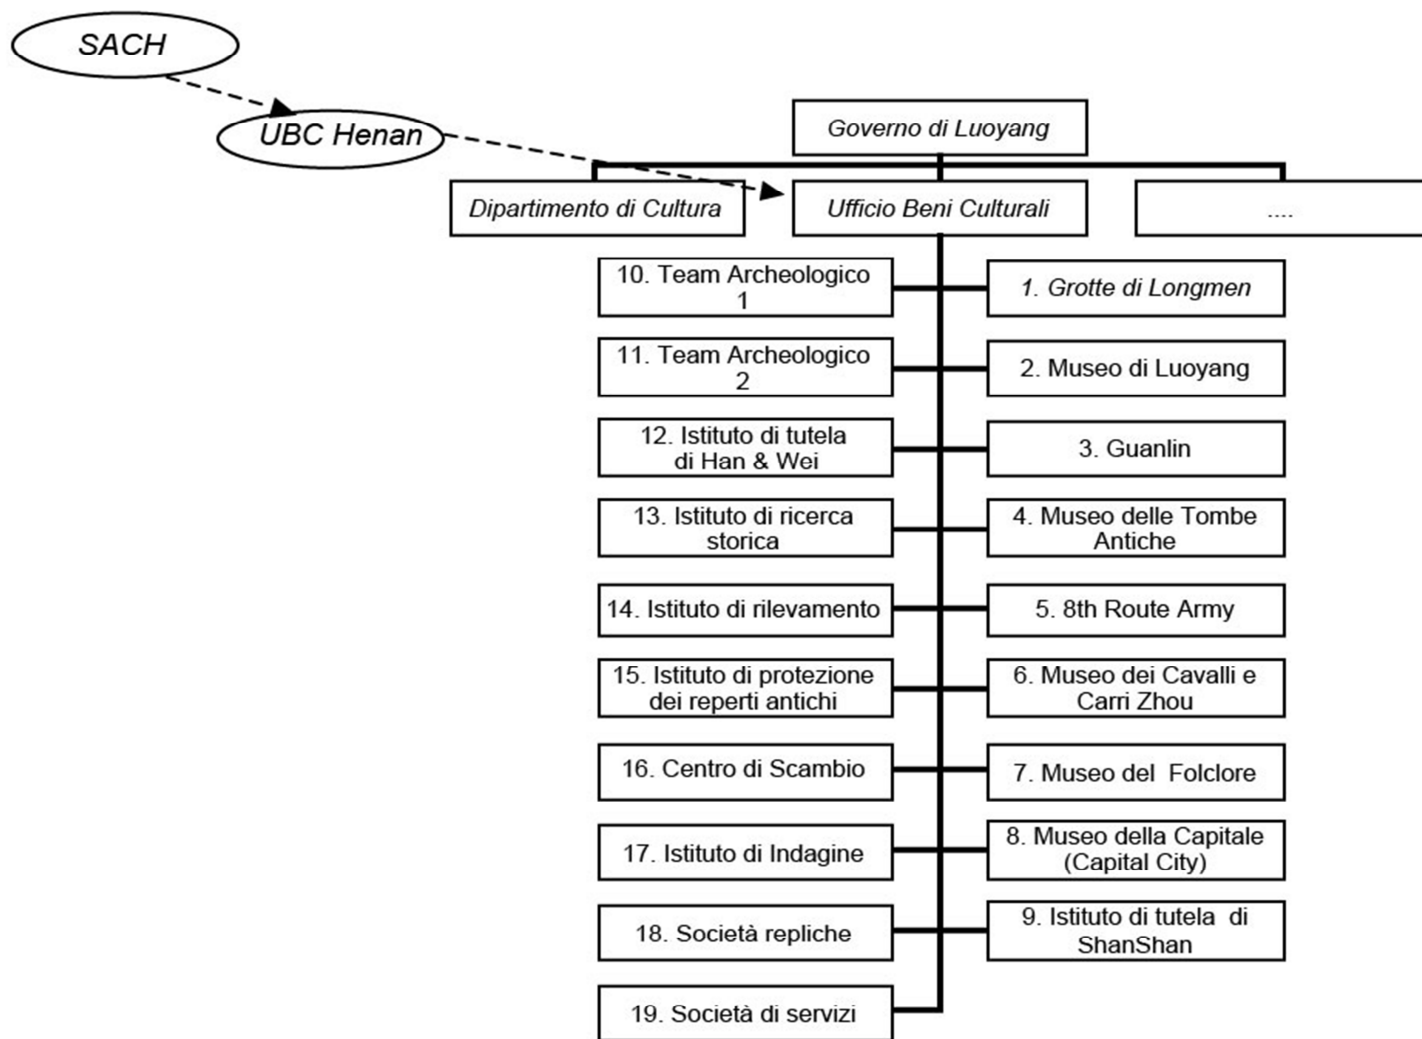 SACH
UBC Henan
Governo di Luoyang
Dipartimento di Cultura
Ufficio Beni Culturali
....
10. Team Archeologico
1
1. Grotte di Longmen
11. Team Archeologico
2
2. Museo di Luoyang
12. Istituto di tutela
di Han & Wei
3. Guanlin
13. Istituto di ricerca
storica
4. Museo delle Tombe
Antiche
14. Istituto di rilevamento
5. 8th Route Army
15. Istituto di protezione
dei reperti antichi
6. Museo dei Cavalli e
Carri Zhou
16. Centro di Scambio
7. Museo del Folclore
17. Istituto di Indagine
8. Museo della Capitale
(Capital City)
18. Società repliche
9. Istituto di tutela di
ShanShan
19. Società di servizi